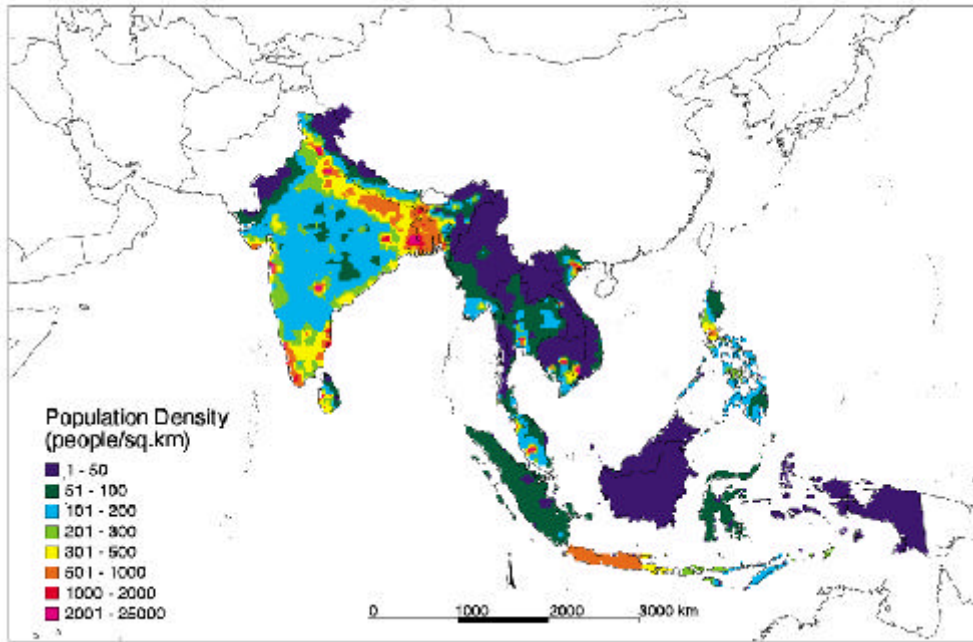 Population Density
(people/sq.km)
1 - 50
51 - 100
101 - 200
201 - 300
301 - 500
501 - 1000
1000 - 2000
2001 - 25000
0 1000 2000 3000 km